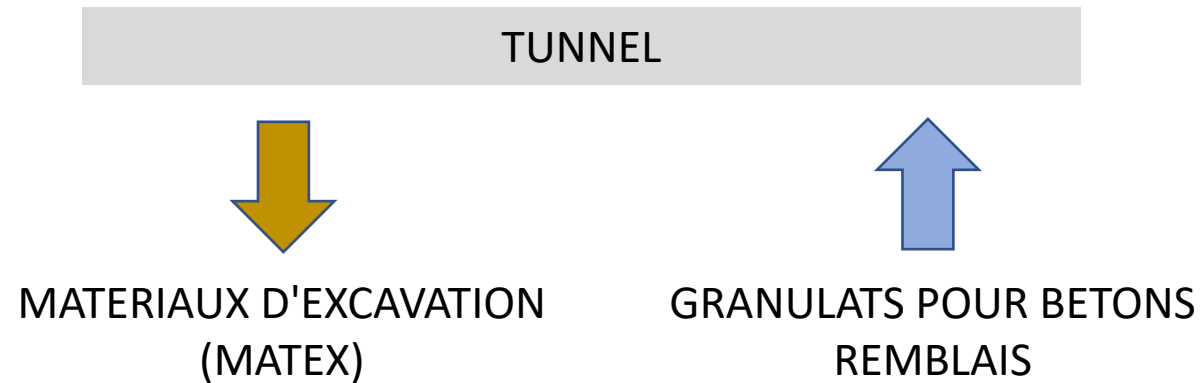 TUNNEL
MATERIAUX D'EXCAVATION
(MATEX)
GRANULATS POUR BETONS
REMBLAIS